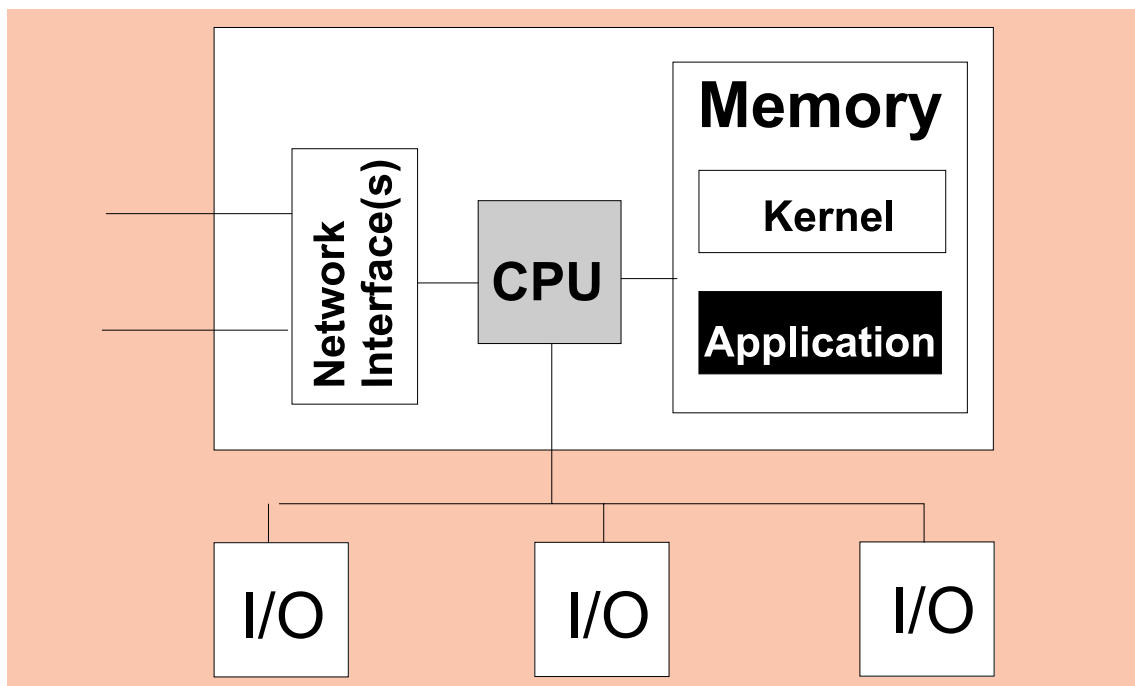 Memory
Kernel
Application
Network
Interface(s)
CPU
I/O
I/O
I/O